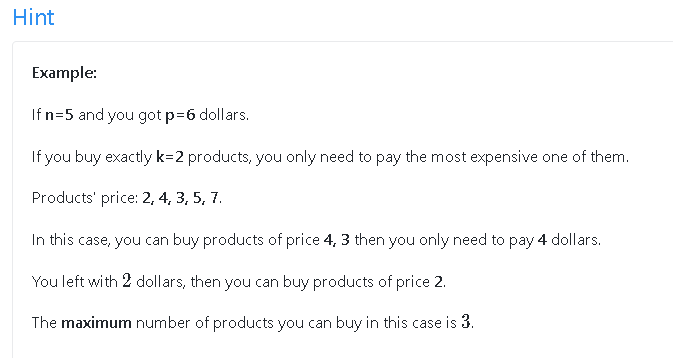 Hint
Example:
If n=5 and you got p=6 dollars.
If you buy exactly k=2 products, you only need to pay the most expensive one of them.
Products' price: 2, 4, 3, 5, 7.
In this case, you can buy products of price 4, 3 then you only need to pay 4 dollars.
You left with 2 dollars, then you can buy products of price 2.
The maximum number of products you can buy in this case is 3.